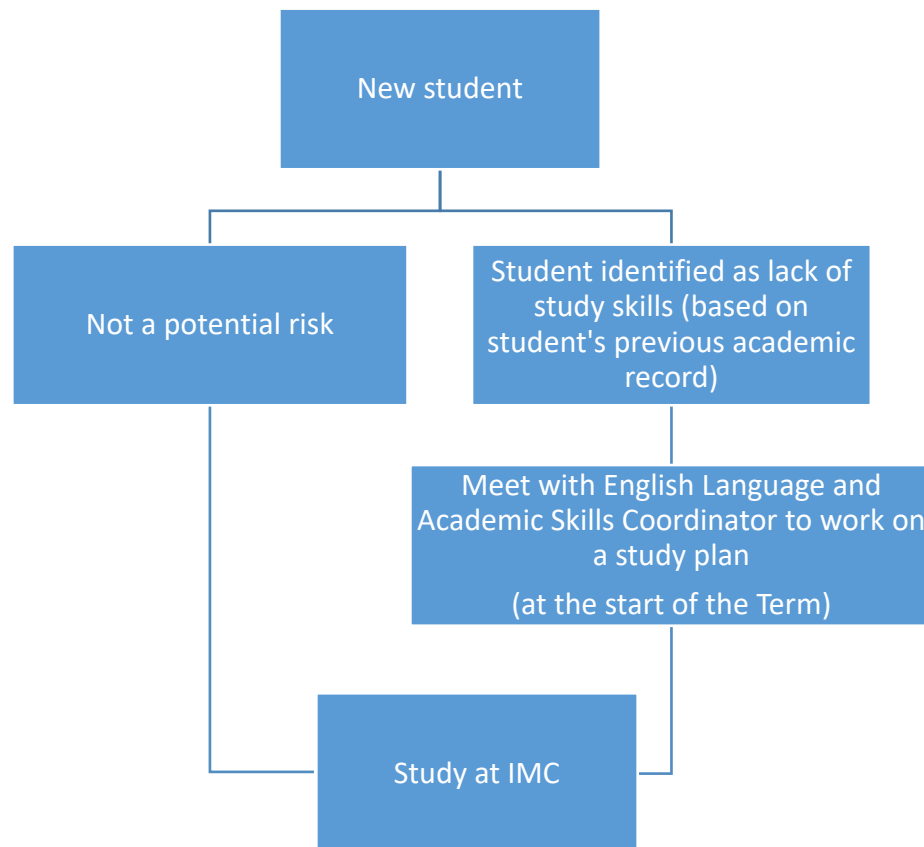 New student
Not a potential risk
Student identified as lack of
study skills (based on
student's previous academic
record)
Meet with English Language and
Academic Skills Coordinator to work on
a study plan
(at the start of the Term)
Study at IMC